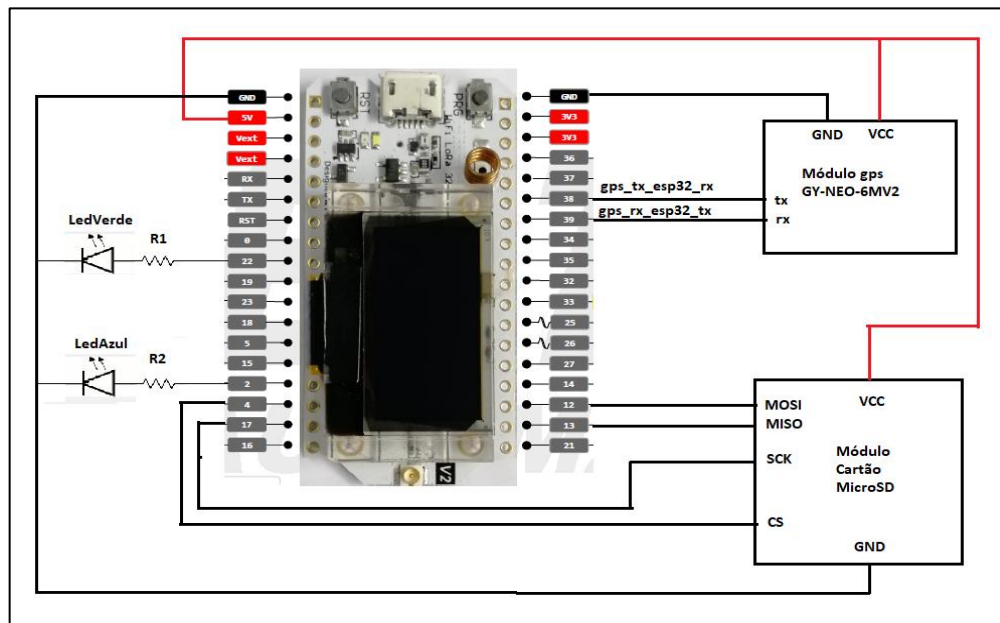 GND
5V
Vext
Vext
RX
TX
RST
0
22
19
23
18
5
15
2
4
17
16
LedVerde
R1
LedAzul
R2
RST
PRG
WiFi LoRa 32
V2
GND
3V3
3V3
36
37
38
39
34
35
32
33
25
26
27
14
12
13
21
gps_tx_esp32_rx
gps_rx_esp32_tx
GND VCC
Módulo gps
GY-NEO-6MV2
tx
rx
VCC
MOSI
MISO
SCK
CS
Módulo
Cartão
MicroSD
GND